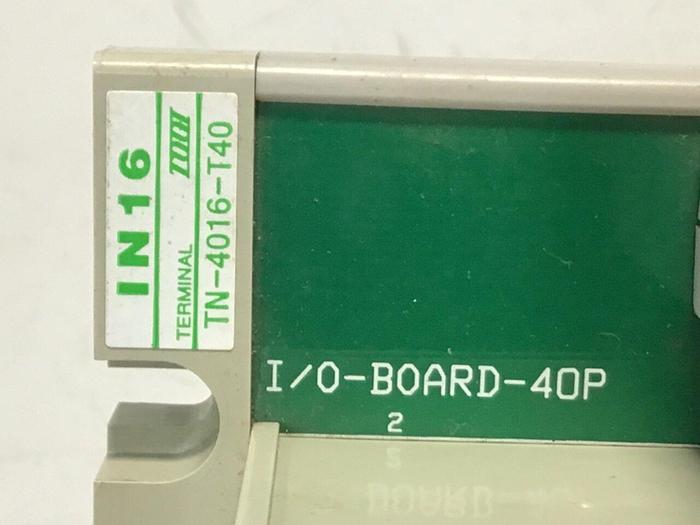 IN16
TERMINAL
TN-4016-T40
I/O-BOARD-40P
2